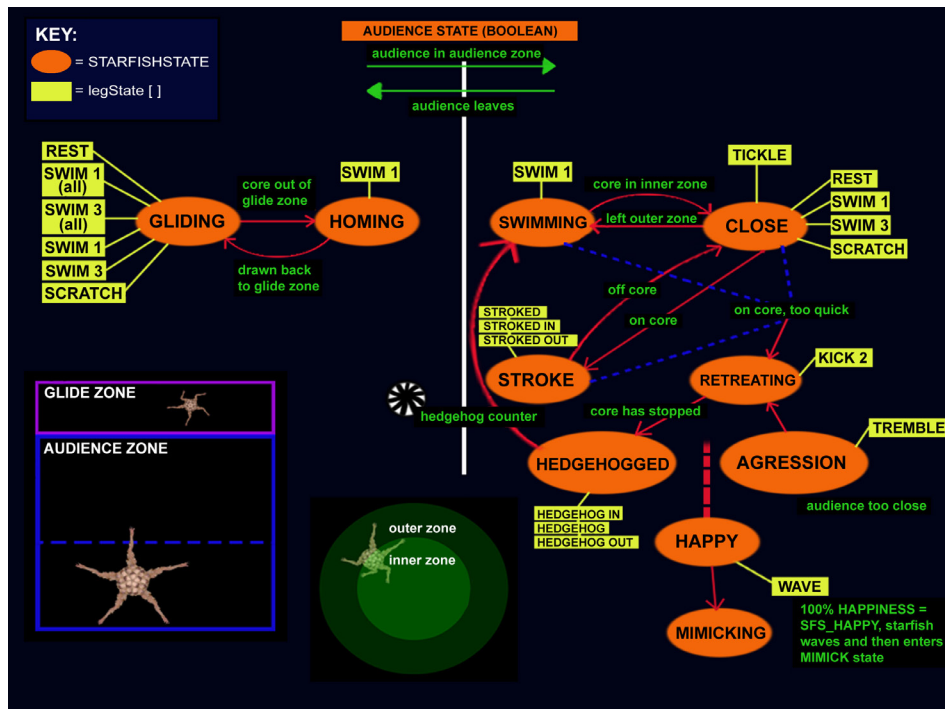 KEY:
= STARFISHSTATE
= legState [ ]
AUDIENCE STATE (BOOLEAN)
audience in audience zone
audience leaves
REST
SWIM 1
(all)
SWIM 3
(all)
SWIM 1
SWIM 3
SCRATCH
GLIDING
core out of
glide zone
drawn back
to glide zone
SWIM 1
HOMING
SWIM 1
SWIMMING
core in inner zone
left outer zone
TICKLE
CLOSE
REST
SWIM 1
SWIM 3
SCRATCH
off core
on core
on core, too quick
STROKED
STROKED IN
STROKED OUT
STROKE
KICK 2
RETREATING
hedgehog counter
core has stopped
TREMBLE
HEDGEHOGGED
AGRESSION
audience too close
HEDGEHOG IN
HEDGEHOG
HEDGEHOG OUT
HAPPY
WAVE
MIMICKING
100% HAPPINESS =
SFS_HAPPY, starfish
waves and then enters
MIMICK state
GLIDE ZONE
AUDIENCE ZONE
outer zone
inner zone